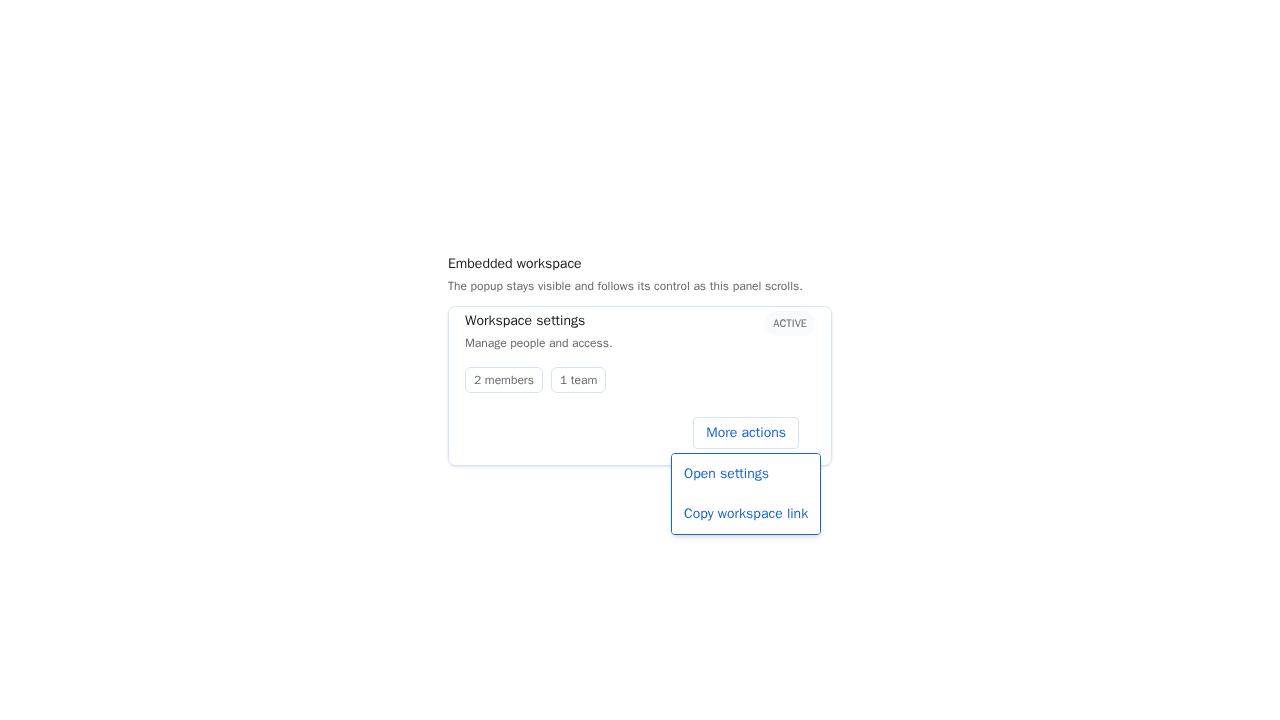 Embedded workspace
The popup stays visible and follows its control as this panel scrolls.
Workspace settings
ACTIVE
Manage people and access.
2 members
1 team
More actions
Open settings
Copy workspace link